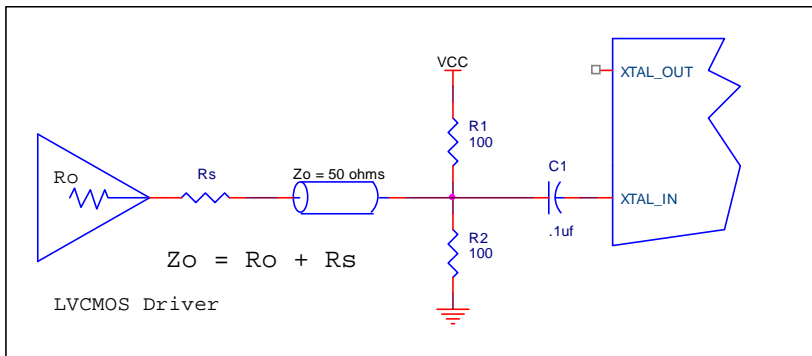 VCC
XTAL_OUT
R1
100
Ro
Rs
Zo = 50 ohms
C1
.1uf
XTAL_IN
R2
100
Zo = Ro + Rs
LVCMOS Driver